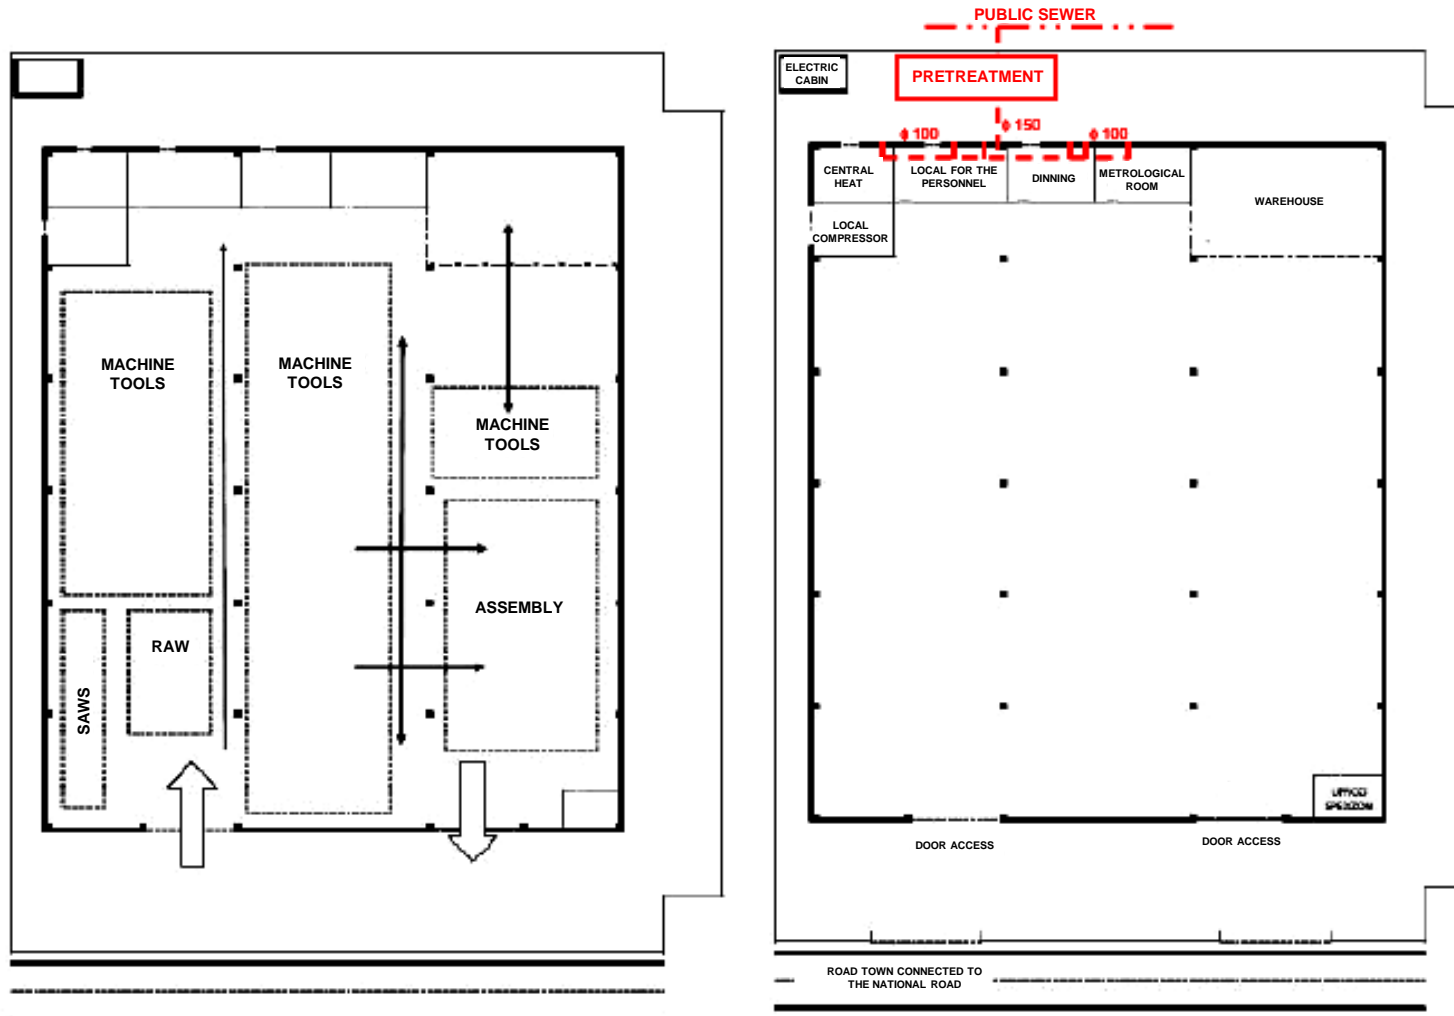 MACHINE
TOOLS
MACHINE
TOOLS
MACHINE
TOOLS
ASSEMBLY
RAW
SAWS
PUBLIC SEWER
ELECTRIC
CABIN
PRETREATMENT
ϕ 100
ϕ 150
ϕ 100
CENTRAL
HEAT
LOCAL FOR THE
PERSONNEL
DINNING
METROLOGICAL
ROOM
WAREHOUSE
LOCAL
COMPRESSOR
DOOR ACCESS
DOOR ACCESS
ROAD TOWN CONNECTED TO
THE NATIONAL ROAD